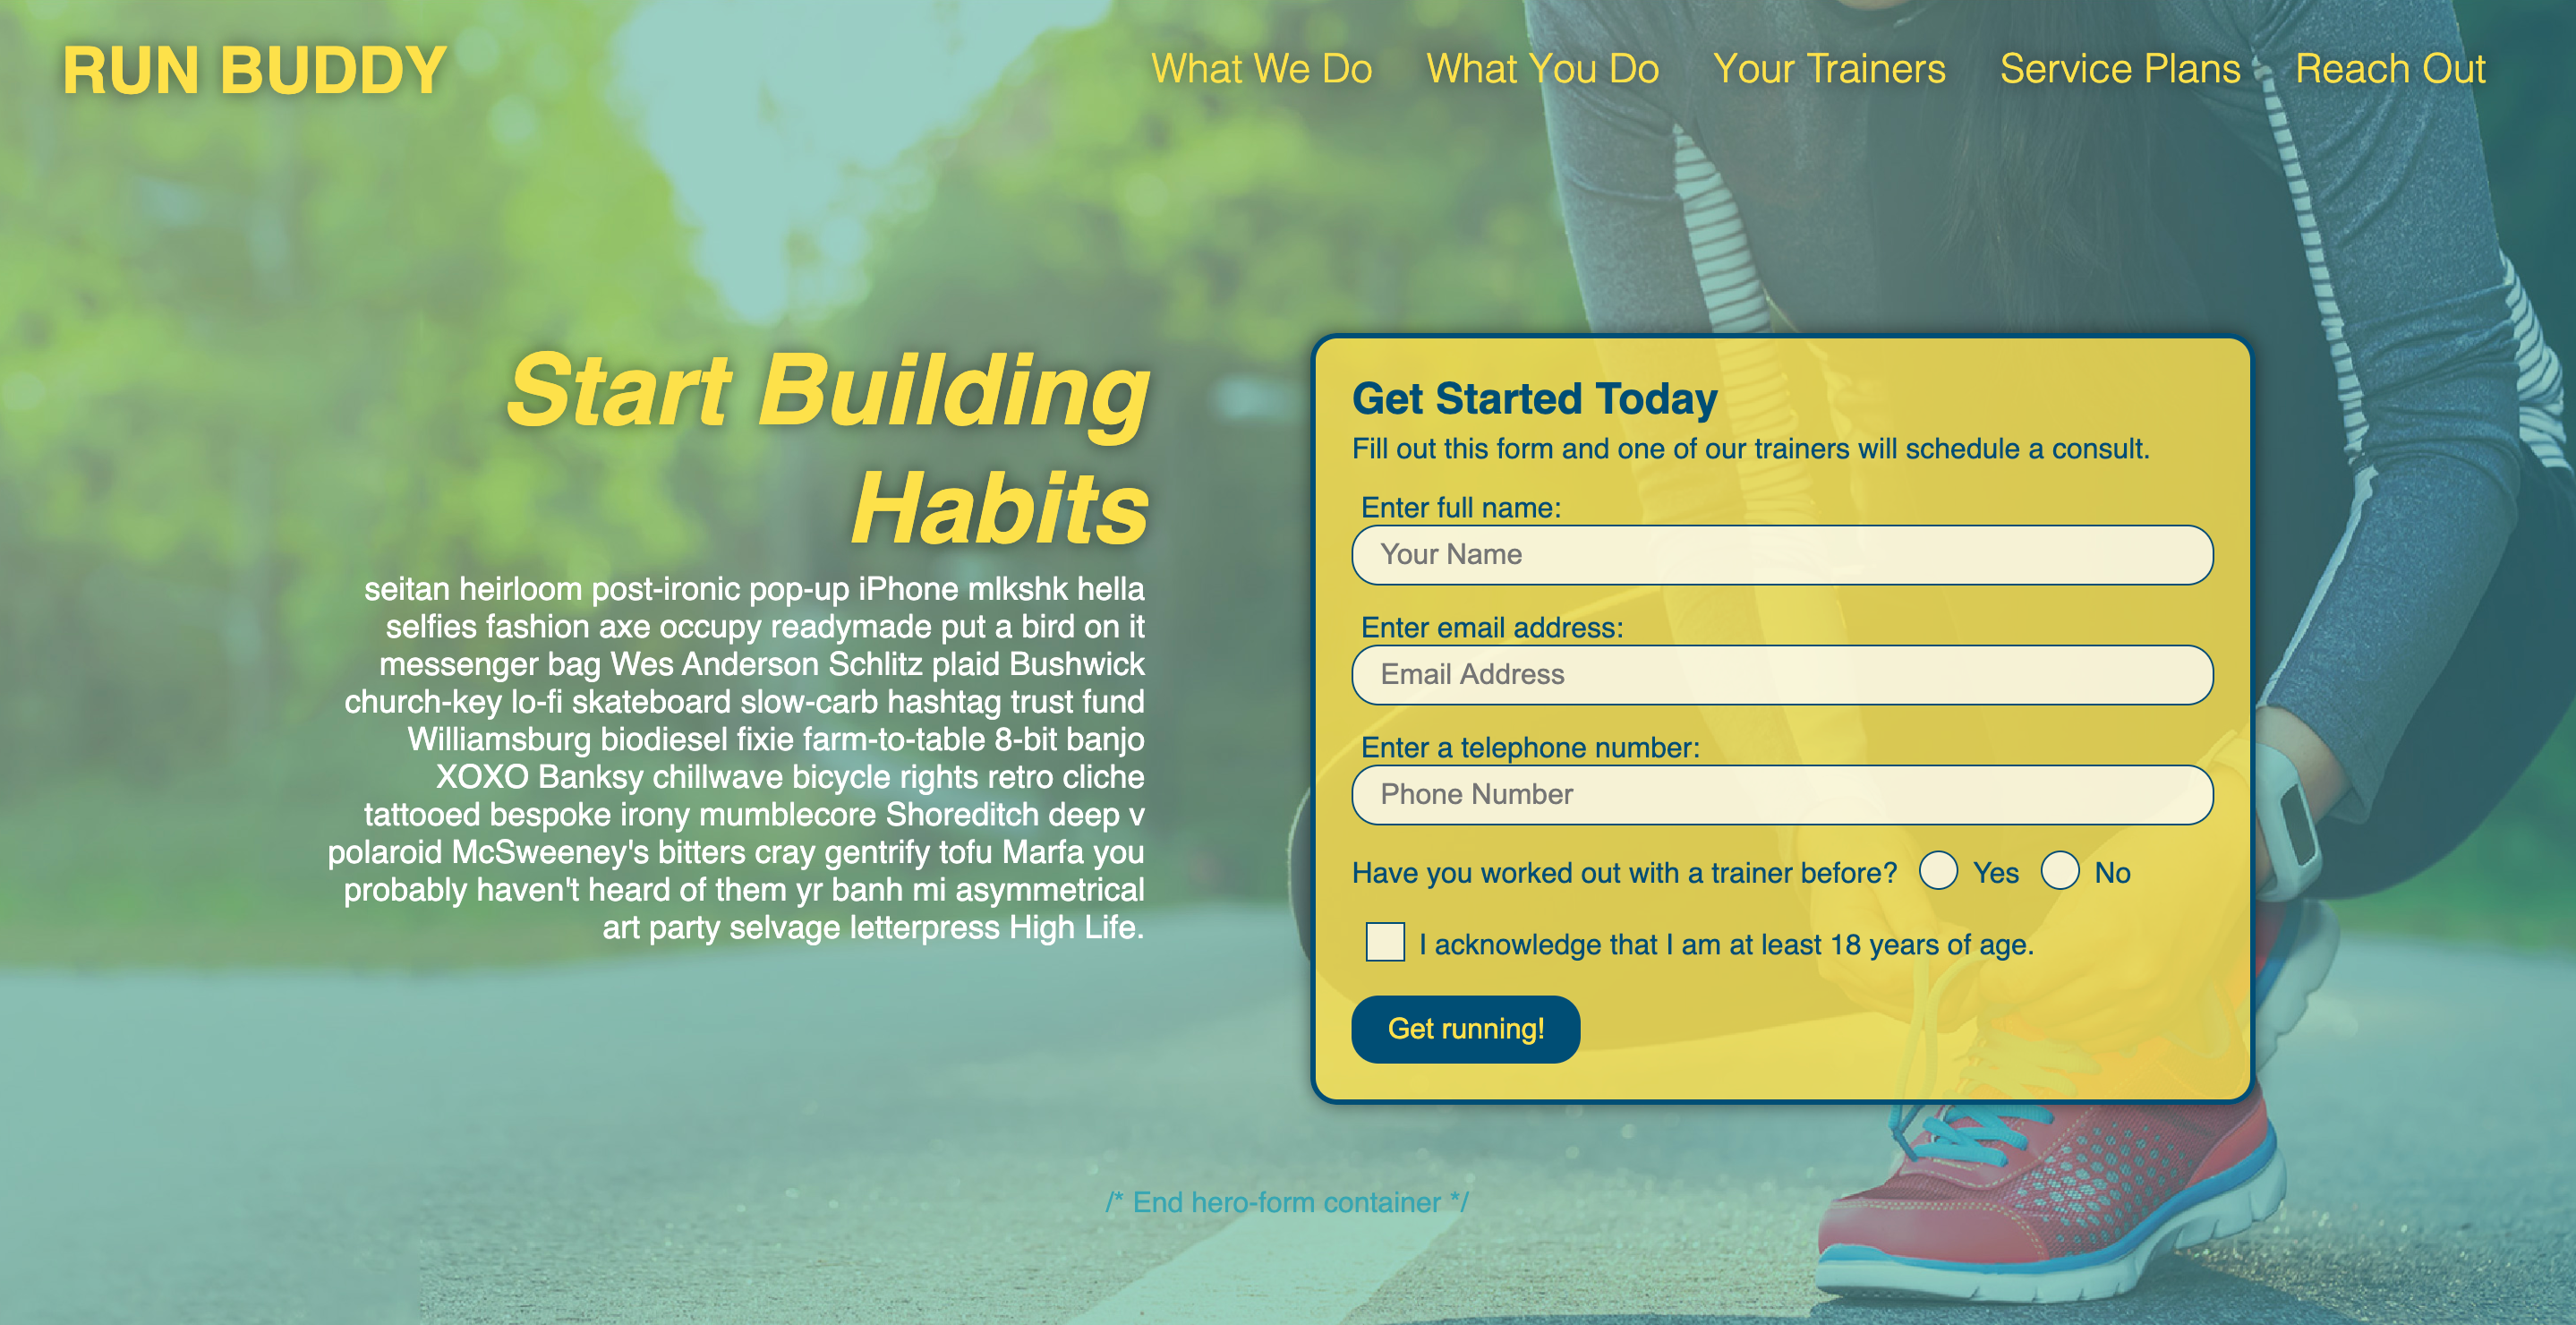 RUN BUDDY
What We Do What You Do Your Trainers Service Plans Reach Out
Start Building
Habits
seitan heirloom post-ironic pop-up iPhone mlkshk hella
selfies fashion axe occupy readymade put a bird on it
messenger bag Wes Anderson Schlitz plaid Bushwick
church-key lo-fi skateboard slow-carb hashtag trust fund
Williamsburg biodiesel fixie farm-to-table 8-bit banjo
XOXO Banksy chillwave bicycle rights retro cliche
tattooed bespoke irony mumblecore Shoreditch deep v
polaroid McSweeney's bitters cray gentrify tofu Marfa you
probably haven't heard of them yr banh mi asymmetrical
art party selvage letterpress High Life.
Get Started Today
Fill out this form and one of our trainers will schedule a consult.
Enter full name:
Your Name
Enter email address:
Email Address
Enter a telephone number:
Phone Number
Have you worked out with a trainer before? Yes No
I acknowledge that I am at least 18 years of age.
Get running!
/* End hero-form container */